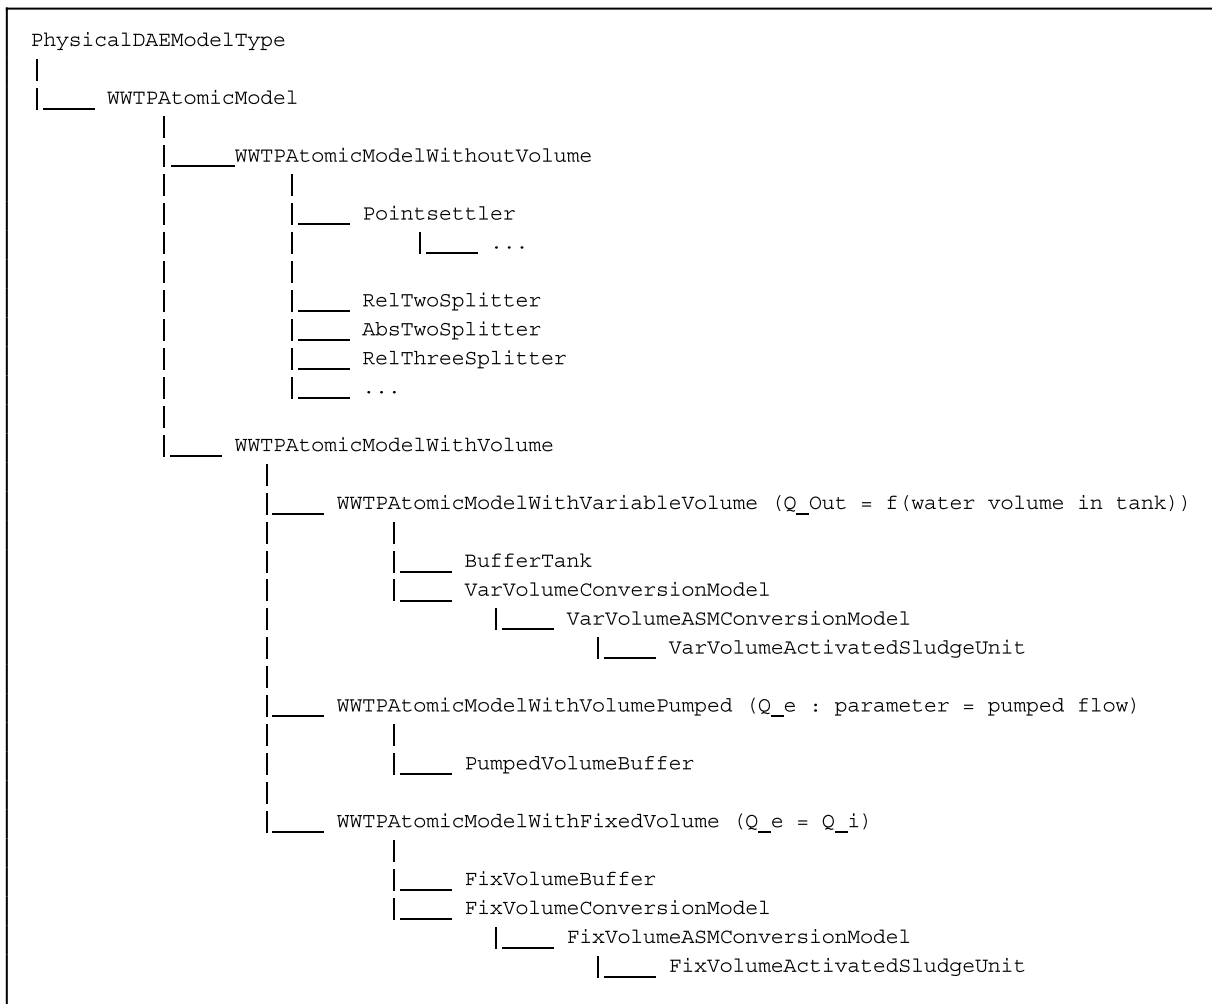 PhysicalDAEModelType
WWTPAtomicModel
WWTPAtomicModelWithoutVolume
Pointsettler
...
RelTwoSplitter
AbsTwoSplitter
RelThreeSplitter
...
WWTPAtomicModelWithVolume
WWTPAtomicModelWithVariableVolume (Q_Out = f(water volume in tank))
BufferTank
VarVolumeConversionModel
VarVolumeASMConversionModel
VarVolumeActivatedSludgeUnit
WWTPAtomicModelWithVolumePumped (Q_e : parameter = pumped flow)
PumpedVolumeBuffer
WWTPAtomicModelWithFixedVolume (Q_e = Q_i)
FixVolumeBuffer
FixVolumeConversionModel
FixVolumeASMConversionModel
FixVolumeActivatedSludgeUnit